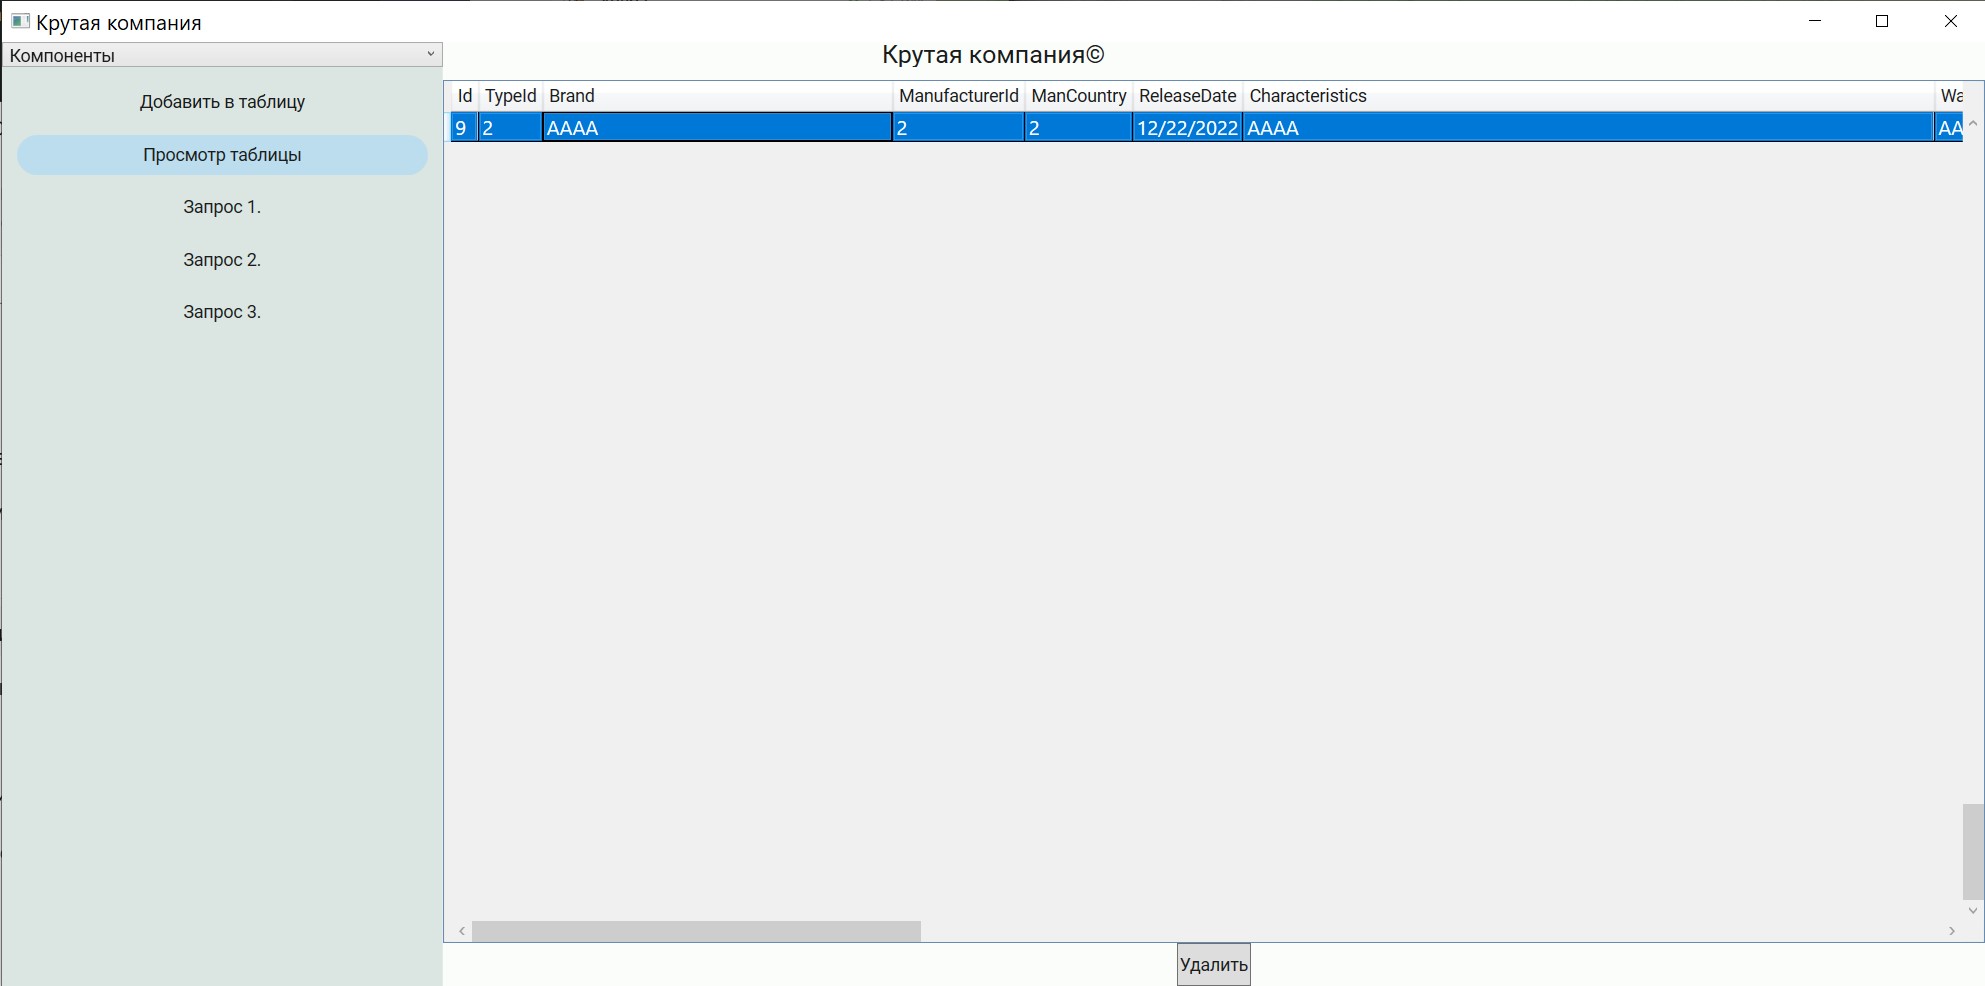 Крутая компания
Компоненты
Добавить в таблицу
Просмотр таблицы
Запрос 1.
Запрос 2.
Запрос 3.
Крутая компания©
Id TypeId Brand ManufacturerId ManCountry ReleaseDate Characteristics Wa
9 2 AAAA 2 2 12/22/2022 AAAA AA
Удалить